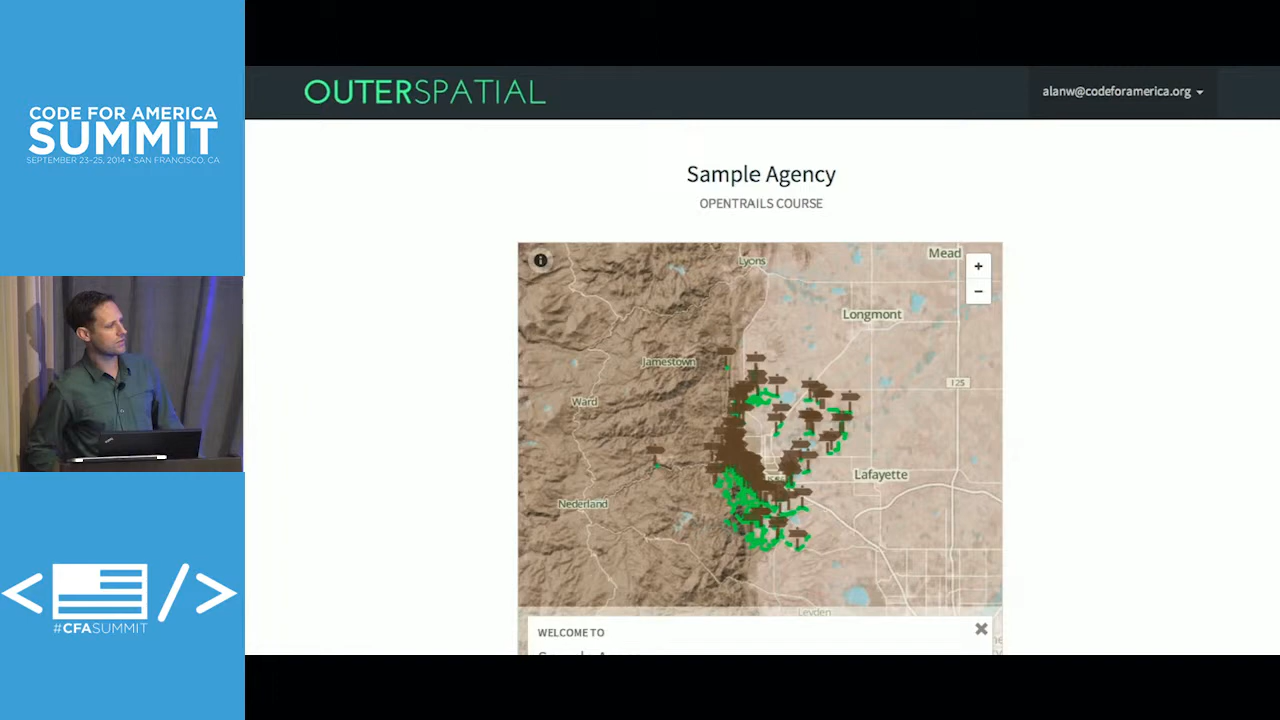 CODE FOR AMERICA
SUMMIT
SEPTEMBER 23-25, 2014 • SAN FRANCISCO, CA
#CFASUMMIT
OUTERSPATIAL
alanw@codeforamerica.org
Sample Agency
OPENTRAILS COURSE
Mead
Lyons
+
−
Longmont
Jamestown
Ward
Lafayette
Nederland
Leyden
WELCOME TO